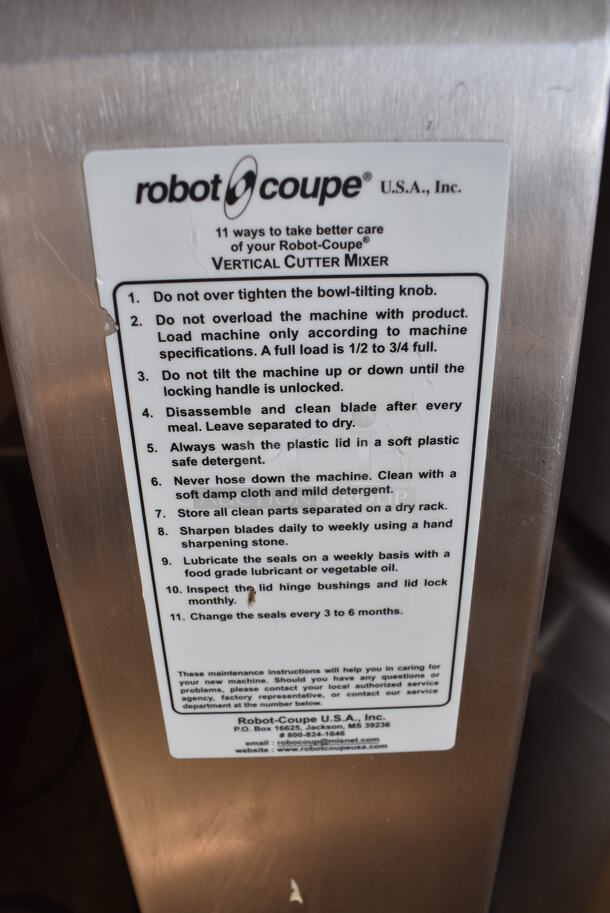 robot coupe® U.S.A., Inc.
11 ways to take better care
of your Robot-Coupe®
VERTICAL CUTTER MIXER
1. Do not over tighten the bowl-tilting knob.
2. Do not overload the machine with product.
Load machine only according to machine
specifications. A full load is 1/2 to 3/4 full.
3. Do not tilt the machine up or down until the
locking handle is unlocked.
4. Disassemble and clean blade after every
meal. Leave separated to dry.
5. Always wash the plastic lid in a soft plastic
safe detergent.
6. Never hose down the machine. Clean with a
soft damp cloth and mild detergent.
7. Store all clean parts separated on a dry rack.
8. Sharpen blades daily to weekly using a hand
sharpening stone.
9. Lubricate the seals on a weekly basis with a
food grade lubricant or vegetable oil.
10. Inspect the lid hinge bushings and lid lock
monthly.
11. Change the seals every 3 to 6 months.
These maintenance instructions will help you in caring for
your new machine. Should you have any questions or
problems, please contact your local authorized service
agency, factory representative, or contact our service
department at the number below.
Robot-Coupe U.S.A., Inc.
P.O. Box 16625, Jackson, MS 39236
# 800-824-1646
email : robocoup@misnet.com
website : www.robotcoupeusa.com